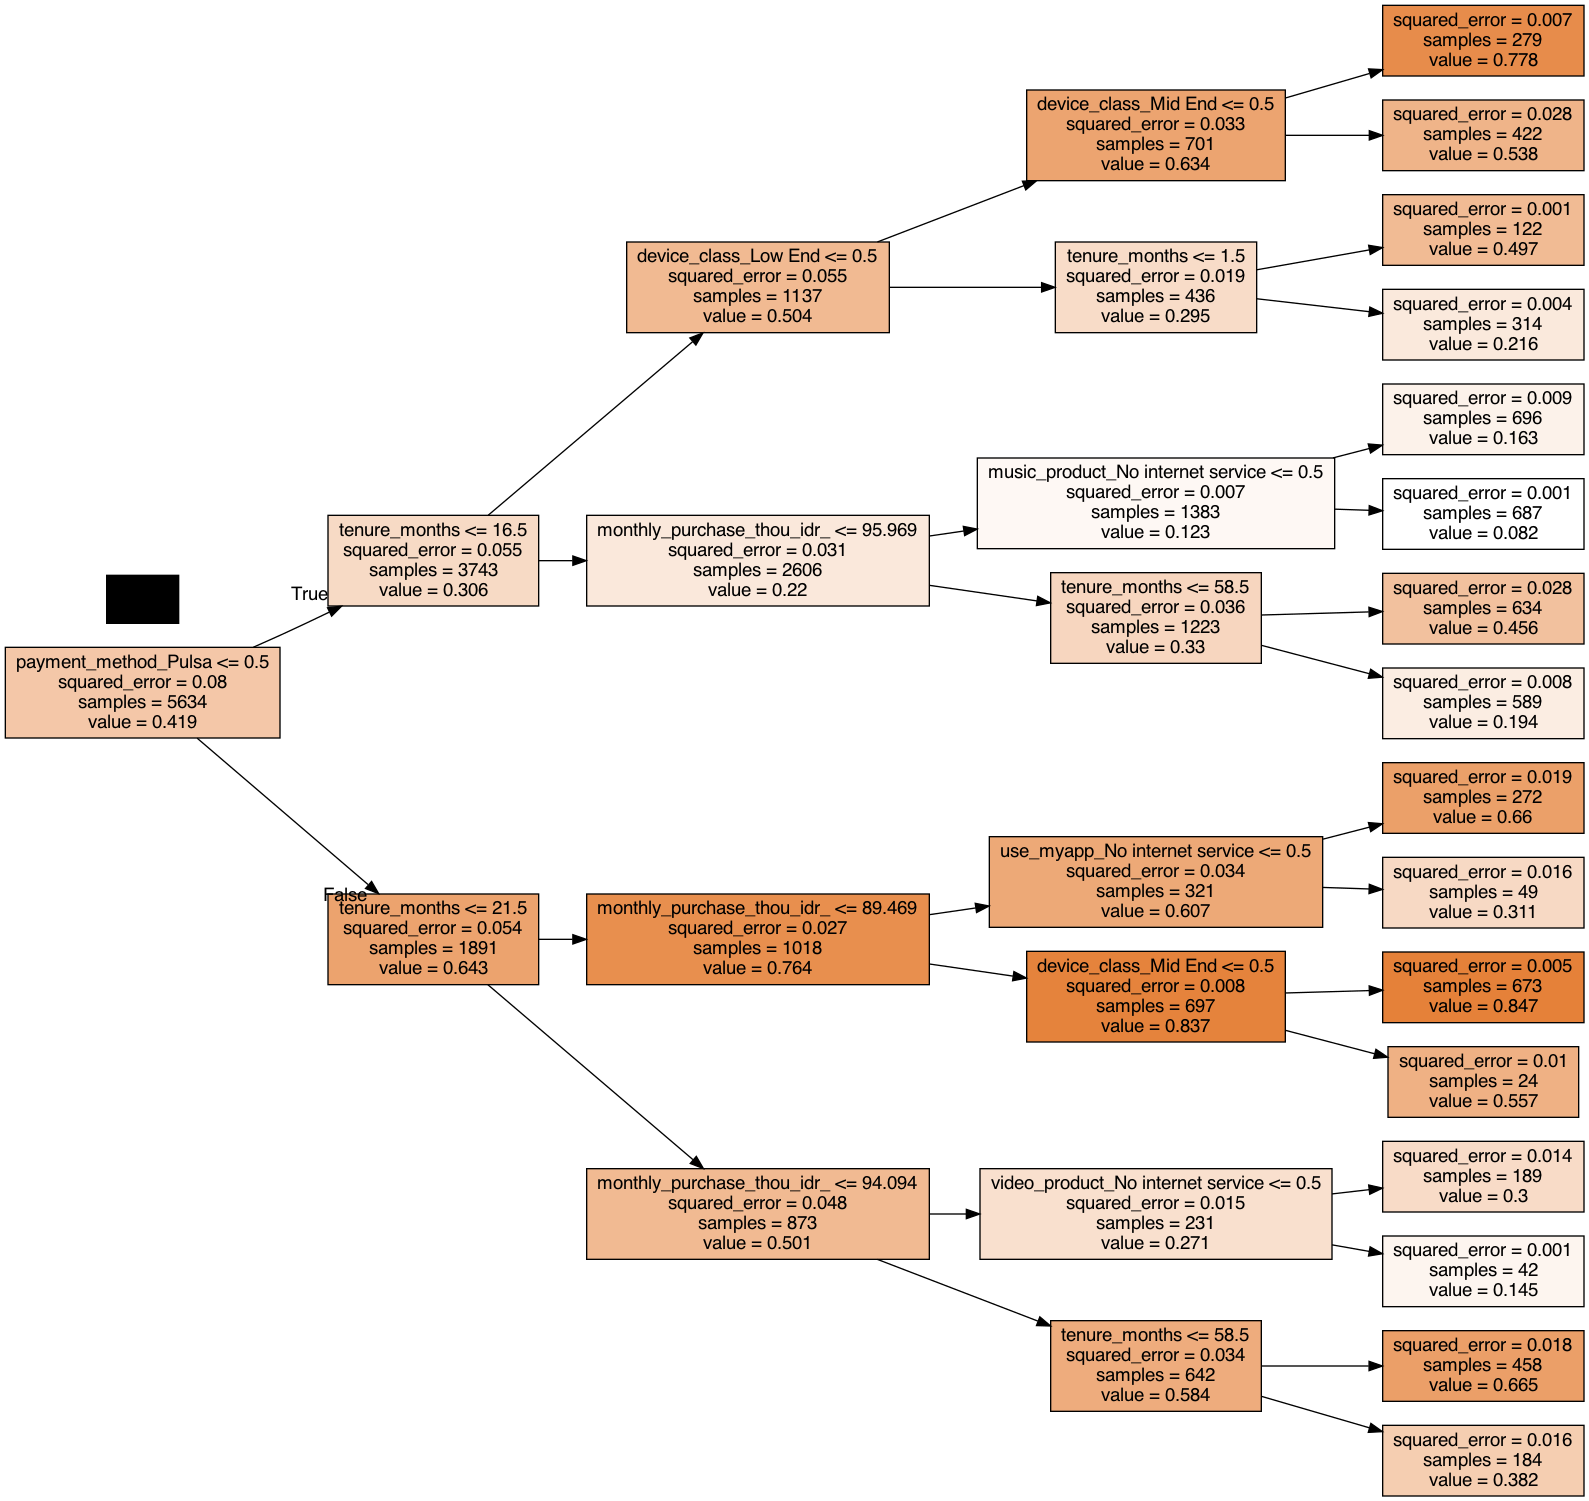 payment_method_Pulsa <= 0.5
squared_error = 0.08
samples = 5634
value = 0.419
True
False
tenure_months <= 16.5
squared_error = 0.055
samples = 3743
value = 0.306
tenure_months <= 21.5
squared_error = 0.054
samples = 1891
value = 0.643
device_class_Low End <= 0.5
squared_error = 0.055
samples = 1137
value = 0.504
monthly_purchase_thou_idr_ <= 95.969
squared_error = 0.031
samples = 2606
value = 0.22
monthly_purchase_thou_idr_ <= 89.469
squared_error = 0.027
samples = 1018
value = 0.764
monthly_purchase_thou_idr_ <= 94.094
squared_error = 0.048
samples = 873
value = 0.501
device_class_Mid End <= 0.5
squared_error = 0.033
samples = 701
value = 0.634
tenure_months <= 1.5
squared_error = 0.019
samples = 436
value = 0.295
music_product_No internet service <= 0.5
squared_error = 0.007
samples = 1383
value = 0.123
tenure_months <= 58.5
squared_error = 0.036
samples = 1223
value = 0.33
use_myapp_No internet service <= 0.5
squared_error = 0.034
samples = 321
value = 0.607
device_class_Mid End <= 0.5
squared_error = 0.008
samples = 697
value = 0.837
video_product_No internet service <= 0.5
squared_error = 0.015
samples = 231
value = 0.271
tenure_months <= 58.5
squared_error = 0.034
samples = 642
value = 0.584
squared_error = 0.007
samples = 279
value = 0.778
squared_error = 0.028
samples = 422
value = 0.538
squared_error = 0.001
samples = 122
value = 0.497
squared_error = 0.004
samples = 314
value = 0.216
squared_error = 0.009
samples = 696
value = 0.163
squared_error = 0.001
samples = 687
value = 0.082
squared_error = 0.028
samples = 634
value = 0.456
squared_error = 0.008
samples = 589
value = 0.194
squared_error = 0.019
samples = 272
value = 0.66
squared_error = 0.016
samples = 49
value = 0.311
squared_error = 0.005
samples = 673
value = 0.847
squared_error = 0.01
samples = 24
value = 0.557
squared_error = 0.014
samples = 189
value = 0.3
squared_error = 0.001
samples = 42
value = 0.145
squared_error = 0.018
samples = 458
value = 0.665
squared_error = 0.016
samples = 184
value = 0.382